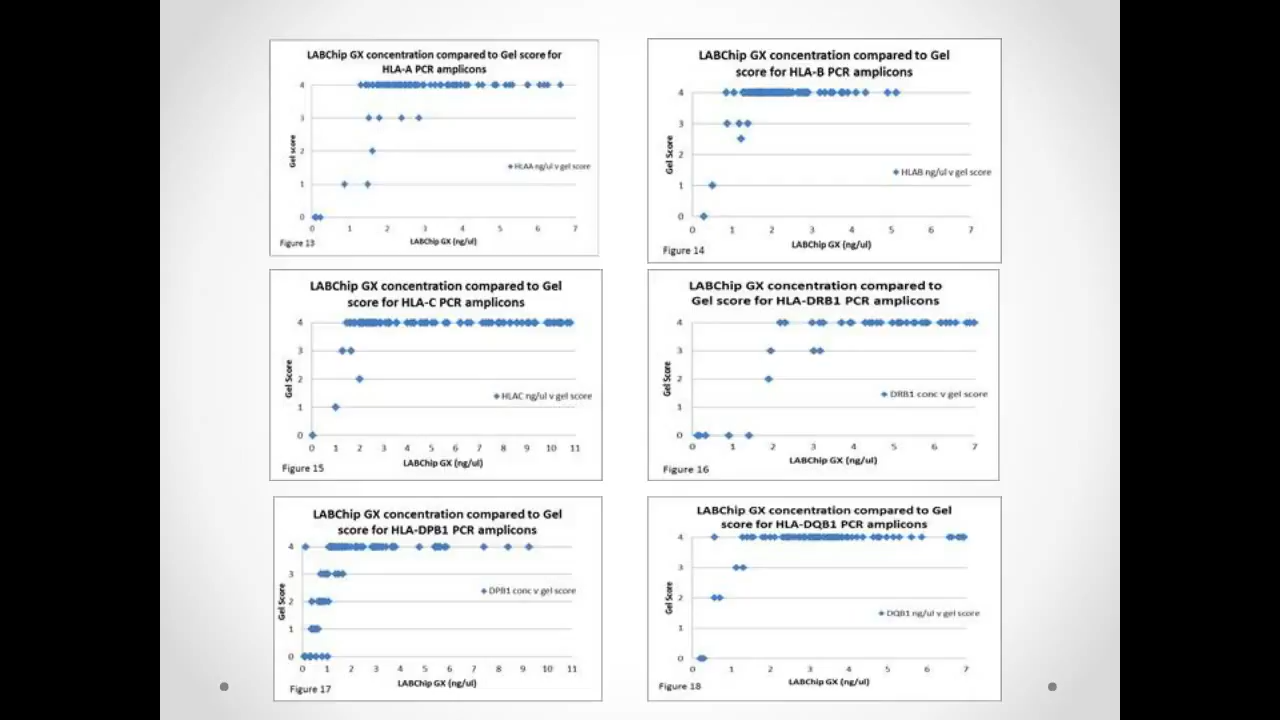 LABChip GX concentration compared to Gel score for
HLA-A PCR amplicons
4
3
2
1
0
Gel score
HLAA ng/ul v gel score
0 1 2 3 4 5 6 7
LABChip GX (ng/ul)
Figure 13
LABChip GX concentration compared to Gel
score for HLA-B PCR amplicons
4
3
2
1
0
Gel Score
HLAB ng/ul v gel score
0 1 2 3 4 5 6 7
LABChip GX (ng/ul)
Figure 14
LABChip GX concentration compared to Gel
score for HLA-C PCR amplicons
4
3
2
1
0
Gel Score
HLAC ng/ul v gel score
0 1 2 3 4 5 6 7 8 9 10 11
LABChip GX (ng/ul)
Figure 15
LABChip GX concentration compared to
Gel score for HLA-DRB1 PCR amplicons
4
3
2
1
0
Gel Score
DRB1 conc v gel score
0 1 2 3 4 5 6 7
LABChip GX (ng/ul)
Figure 16
LABChip GX concentration compared to Gel
score for HLA-DPB1 PCR amplicons
4
3
2
1
0
Gel Score
DPB1 conc v gel score
0 1 2 3 4 5 6 7 8 9 10 11
LABChip GX (ng/ul)
Figure 17
LABChip GX concentration compared to Gel
score for HLA-DQB1 PCR amplicons
4
3
2
1
0
Gel Score
DQB1 ng/ul v gel score
0 1 2 3 4 5 6 7
LABChip GX (ng/ul)
Figure 18